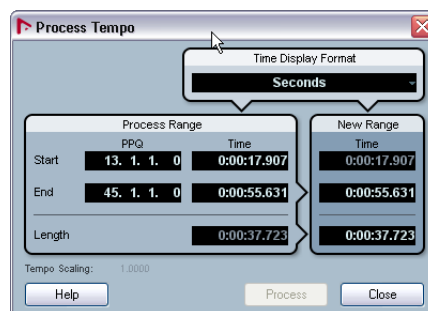 Process Tempo
Time Display Format
Seconds
Process Range
New Range
PPQ Time Time
Start 13. 1. 1. 0 0:00:17.907 0:00:17.907
End 45. 1. 1. 0 0:00:55.631 0:00:55.631
Length 0:00:37.723 0:00:37.723
Tempo Scaling: 1.0000
Help Process Close